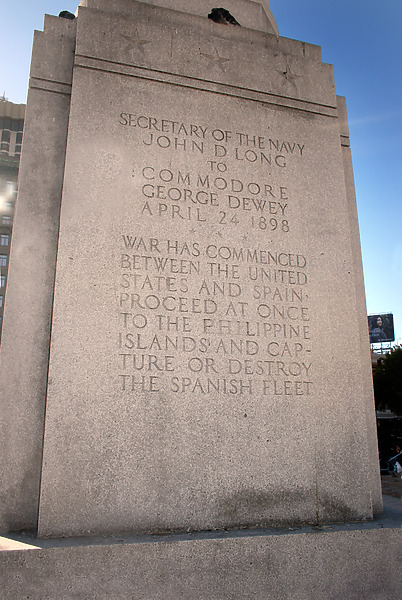 SECRETARY OF THE NAVY
JOHN D LONG
TO
COMMODORE
GEORGE DEWEY
APRIL 24 1898
WAR HAS COMMENCED
BETWEEN THE UNITED
STATES AND SPAIN·
PROCEED AT ONCE
TO THE PHILIPPINE
ISLANDS AND CAP-
TURE OR DESTROY
THE SPANISH FLEET